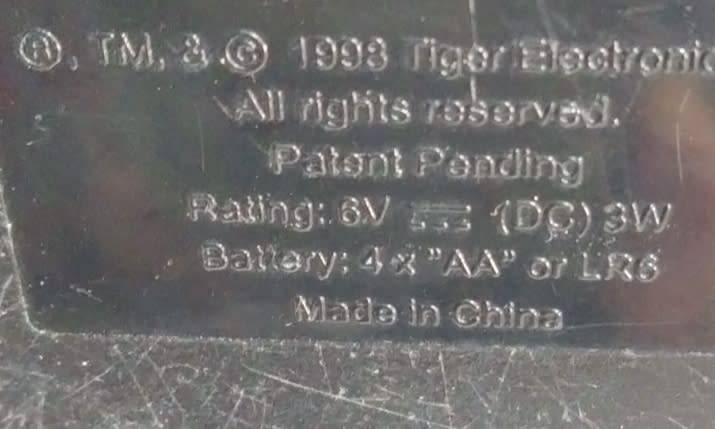 ®, TM, & © 1998 Tiger Electronic
All rights reserved.
Patent Pending
Rating: 6V ⎓ (DC) 3W
Battery: 4 x "AA" or LR6
Made in China